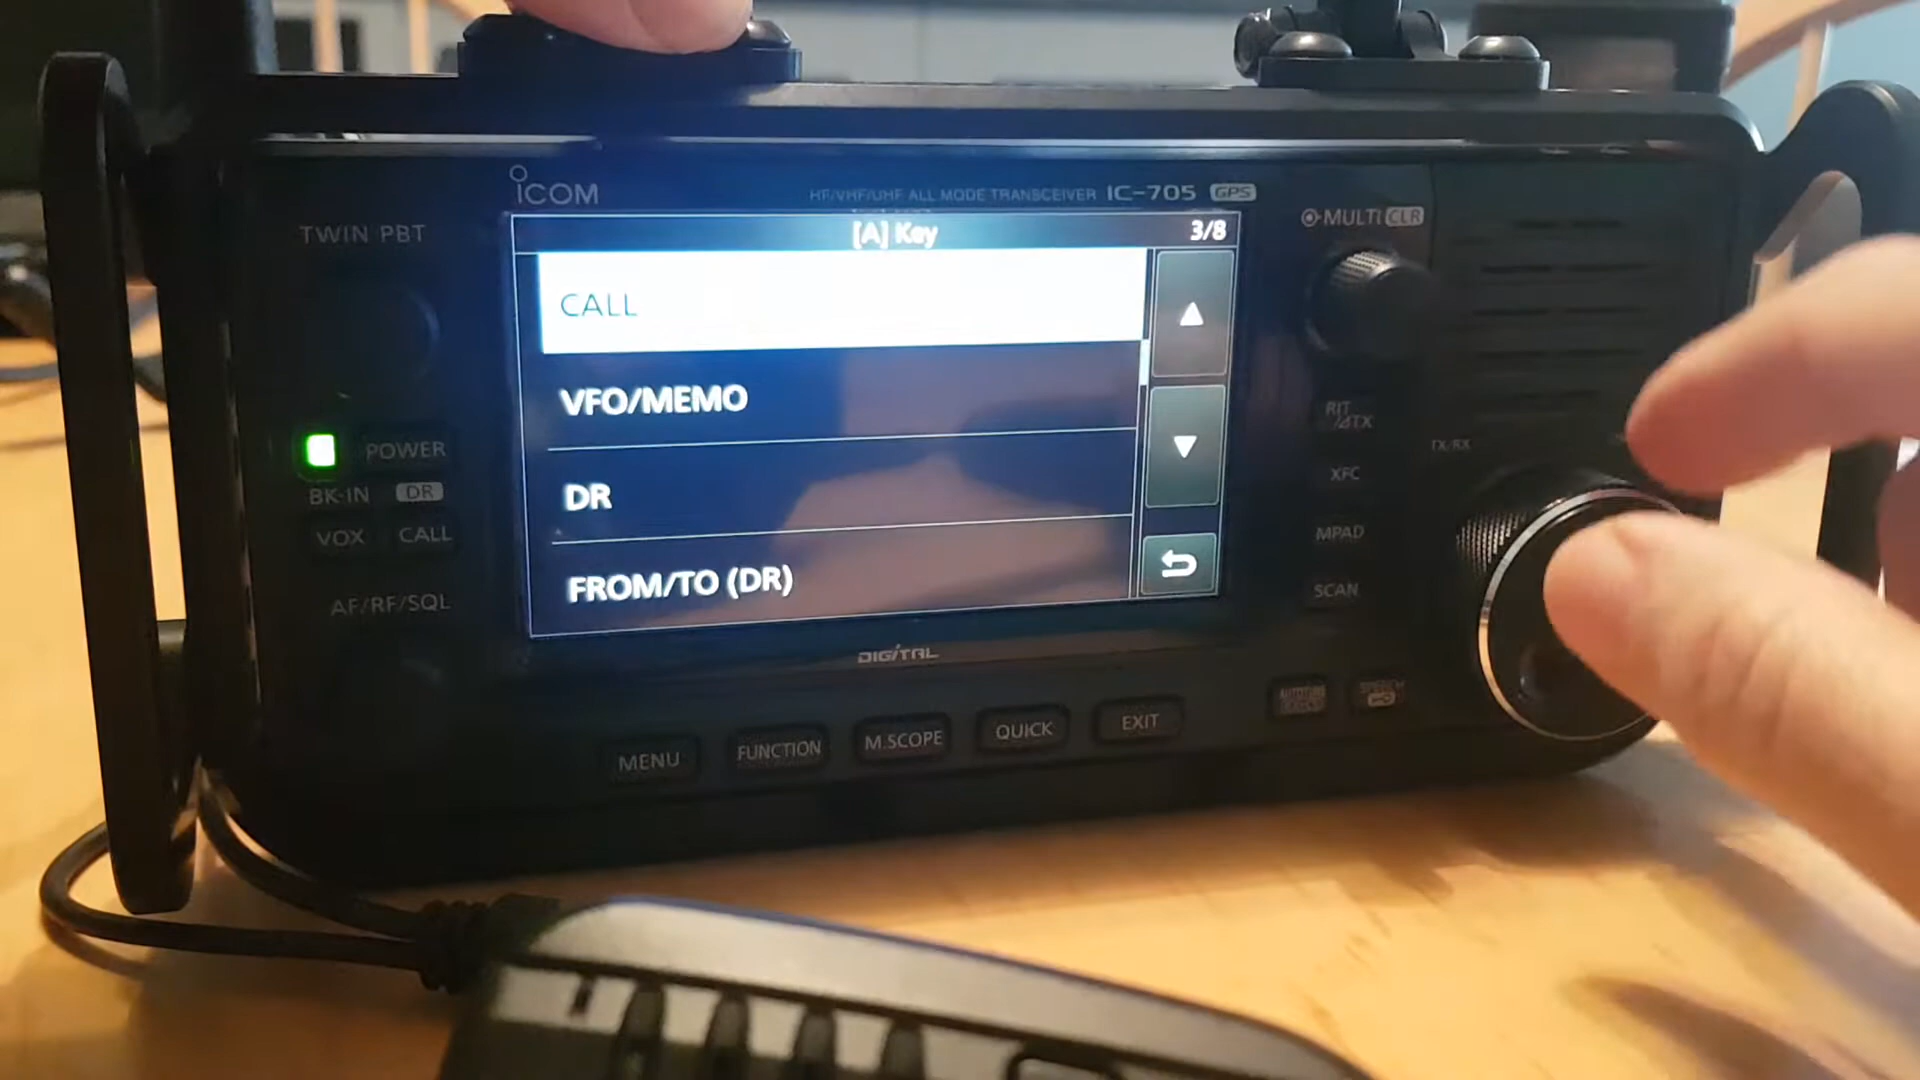 ICOM
HF/VHF/UHF ALL MODE TRANSCEIVER IC-705 GPS
TWIN PBT
[A] Key 3/8
MULTI CLR
CALL
VFO/MEMO
DR
FROM/TO (DR)
POWER
BK-IN DR
VOX CALL
AF/RF/SQL
RIT
⊿TX
TX/RX
XFC
MPAD
SCAN
DIGITAL
MENU
FUNCTION
M.SCOPE
QUICK
EXIT
SPEECH